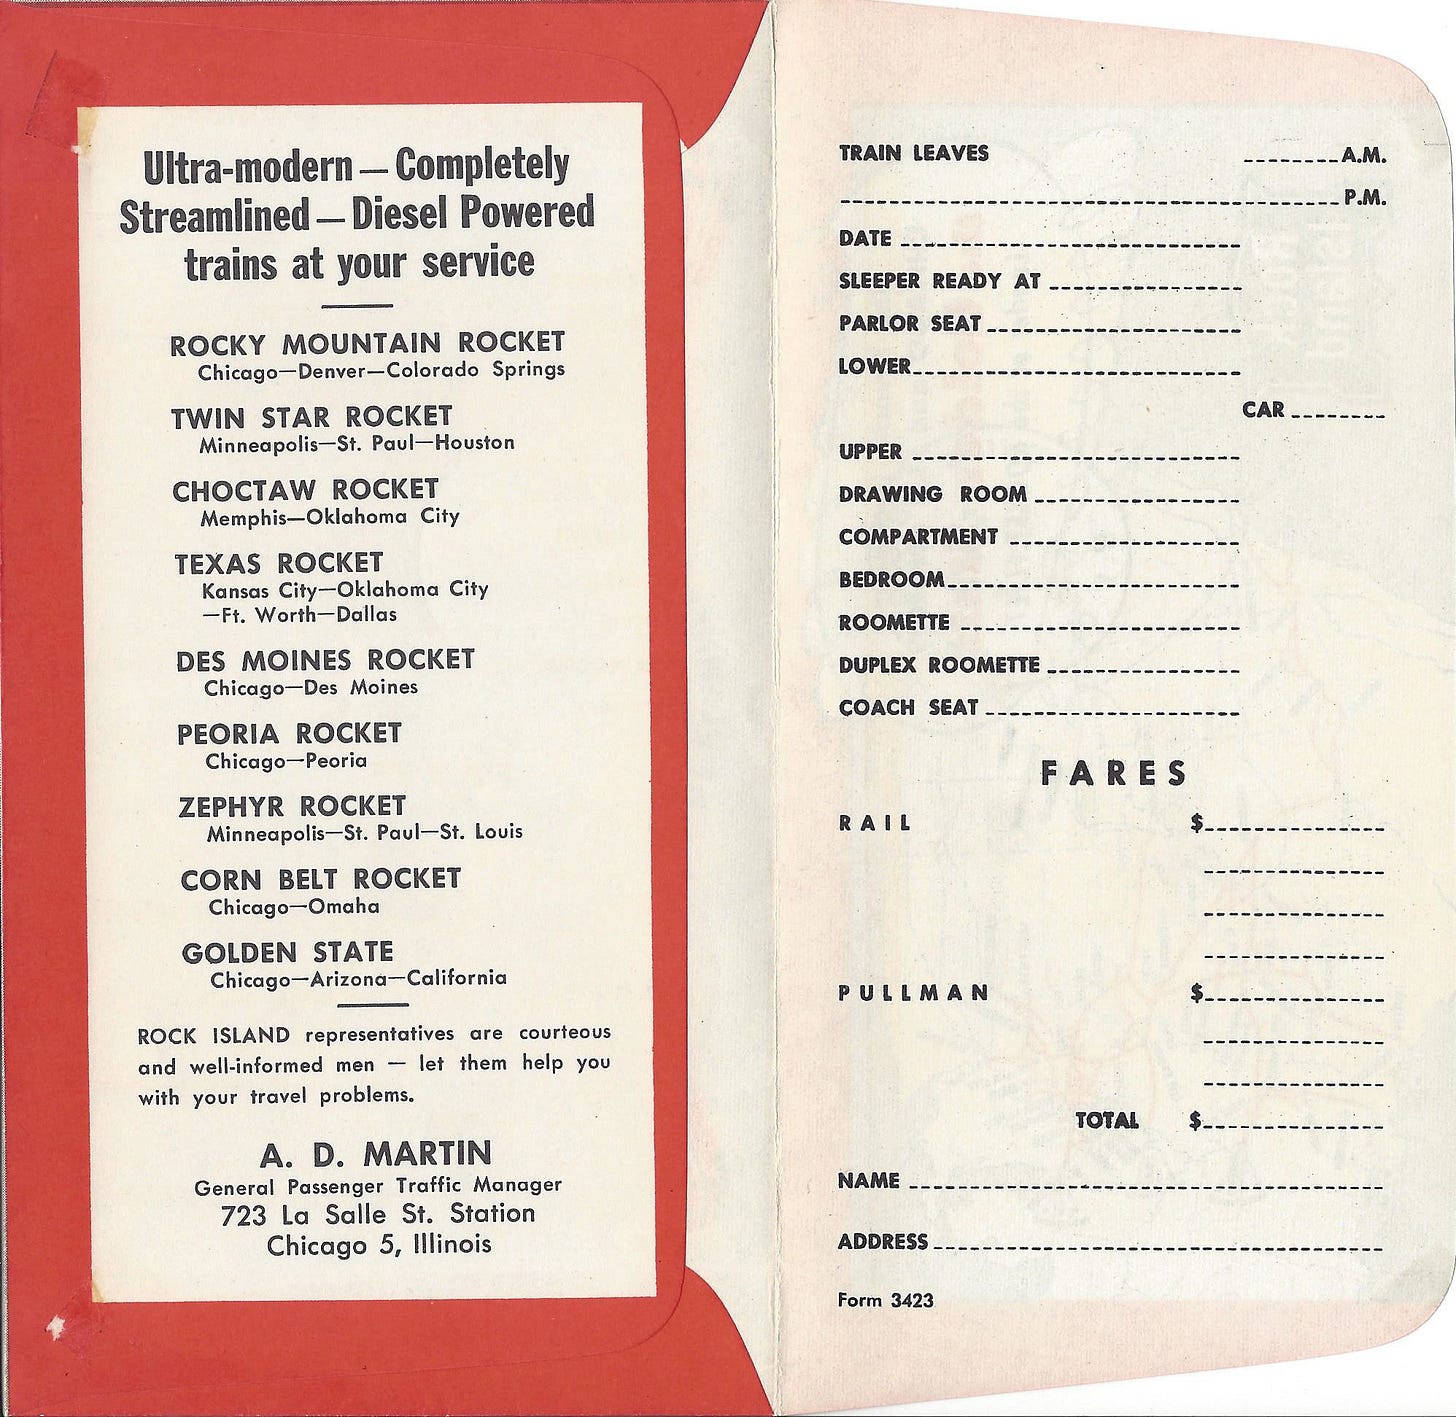 Ultra-modern — Completely
Streamlined — Diesel Powered
trains at your service
ROCKY MOUNTAIN ROCKET
Chicago—Denver—Colorado Springs
TWIN STAR ROCKET
Minneapolis—St. Paul—Houston
CHOCTAW ROCKET
Memphis—Oklahoma City
TEXAS ROCKET
Kansas City—Oklahoma City
—Ft. Worth—Dallas
DES MOINES ROCKET
Chicago—Des Moines
PEORIA ROCKET
Chicago—Peoria
ZEPHYR ROCKET
Minneapolis—St. Paul—St. Louis
CORN BELT ROCKET
Chicago—Omaha
GOLDEN STATE
Chicago—Arizona—California
ROCK ISLAND representatives are courteous
and well-informed men — let them help you
with your travel problems.
A. D. MARTIN
General Passenger Traffic Manager
723 La Salle St. Station
Chicago 5, Illinois
TRAIN LEAVES A.M.
P.M.
DATE
SLEEPER READY AT
PARLOR SEAT
LOWER
CAR
UPPER
DRAWING ROOM
COMPARTMENT
BEDROOM
ROOMETTE
DUPLEX ROOMETTE
COACH SEAT
FARES
RAIL $
PULLMAN $
TOTAL $
NAME
ADDRESS
Form 3423